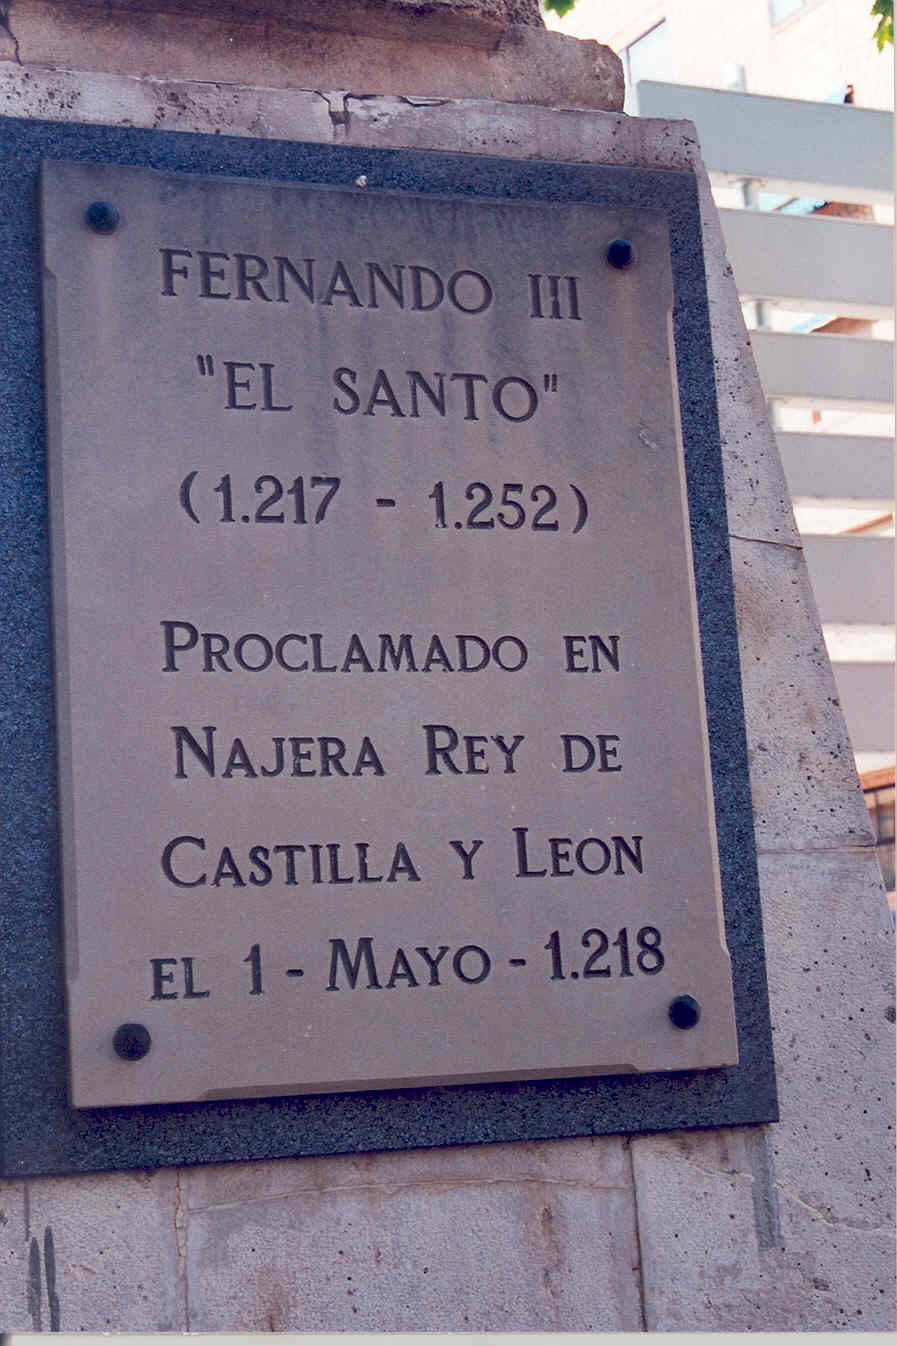 FERNANDO III
"EL SANTO"
(1.217 - 1.252)
PROCLAMADO EN
NAJERA REY DE
CASTILLA Y LEON
EL 1 - MAYO - 1.218